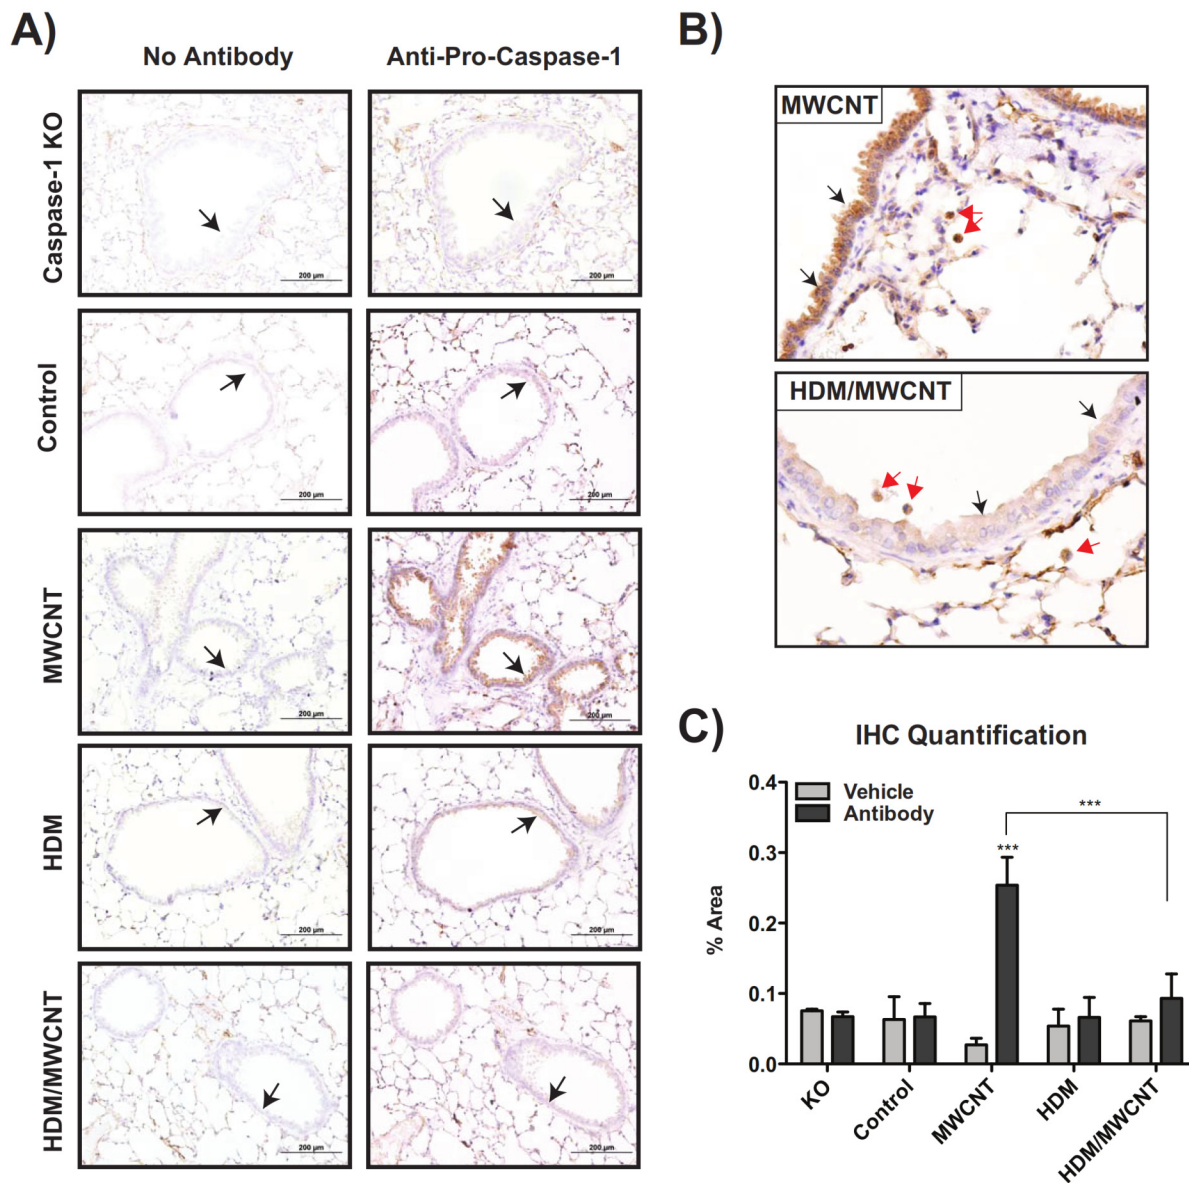 A)
No Antibody
Anti-Pro-Caspase-1
Caspase-1 KO
200 µm
200 µm
Control
200 µm
200 µm
MWCNT
200 µm
200 µm
HDM
200 µm
200 µm
HDM/MWCNT
200 µm
200 µm
B)
MWCNT
HDM/MWCNT
C)
IHC Quantification
Vehicle
Antibody
***
***
% Area
0.4
0.3
0.2
0.1
0.0
KO
Control
MWCNT
HDM
HDM/MWCNT